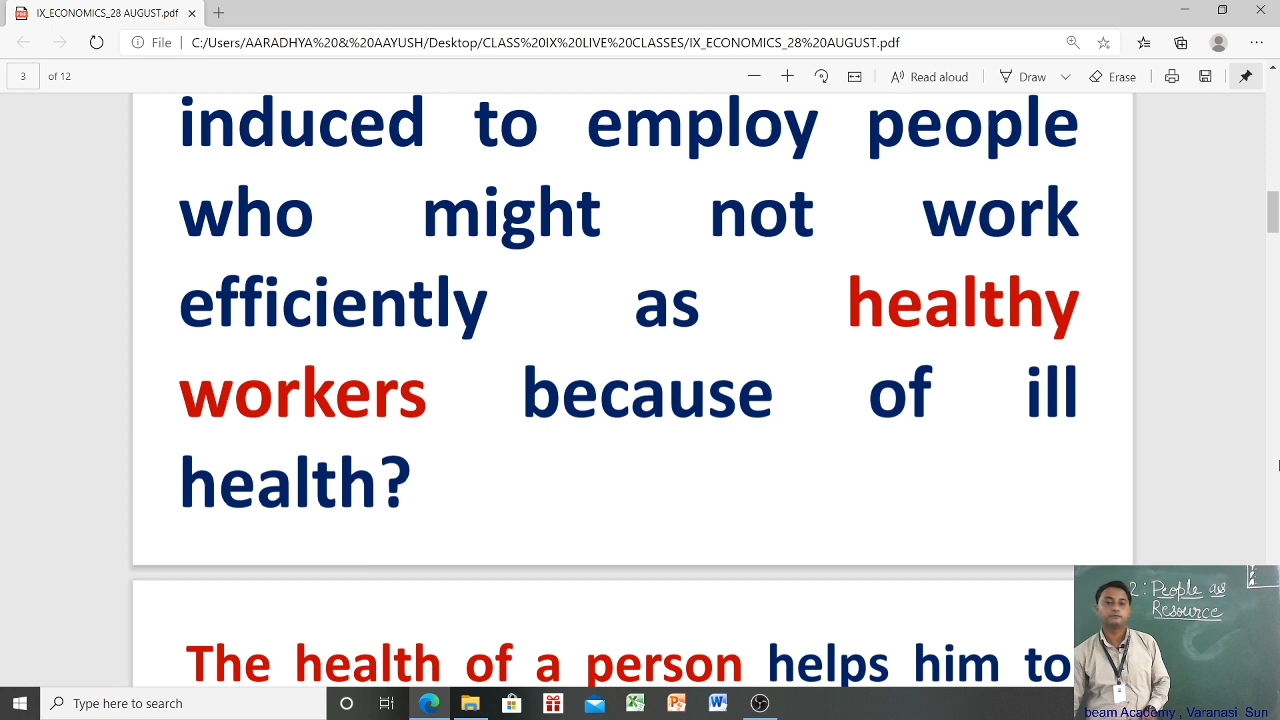 IX_ECONOMICS_28 AUGUST.pdf
File C:/Users/AARADHYA%20&%20AAYUSH/Desktop/CLASS%20IX%20LIVE%20CLASSES/IX_ECONOMICS_28%20AUGUST.pdf
3 of 12 Read aloud Draw Erase
induced to employ people
who might not work
efficiently as healthy
workers because of ill
health?
2 : People as
Resource
The health of a person helps him to
Type here to search
beam Academy , Varanasi Sun